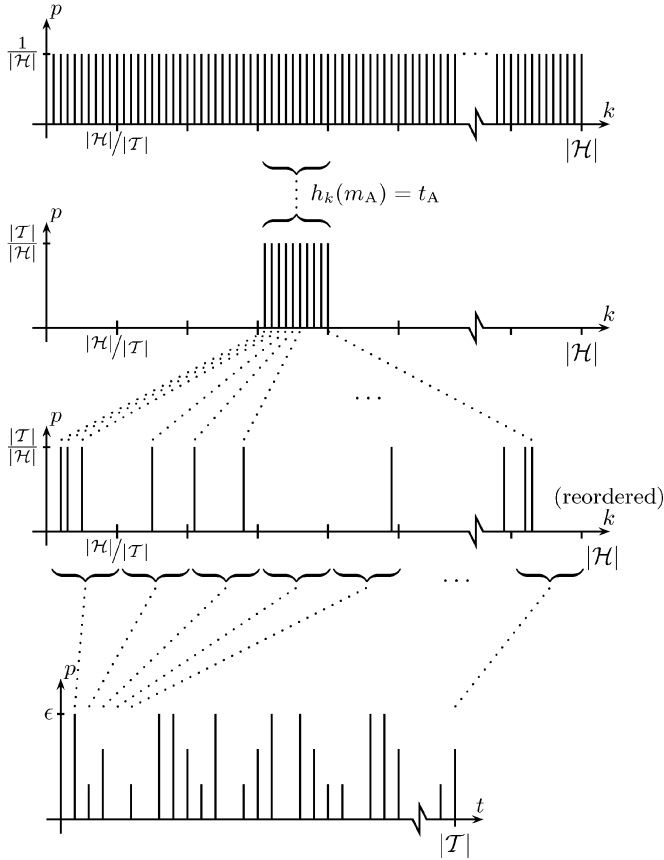 p
1/|ℋ|
...
k
|ℋ|/|𝒯|
|ℋ|
h_k(m_A) = t_A
p
|𝒯|/|ℋ|
k
|ℋ|/|𝒯|
|ℋ|
...
p
|𝒯|/|ℋ|
(reordered)
k
|ℋ|/|𝒯|
|ℋ|
...
p
ϵ
t
|𝒯|